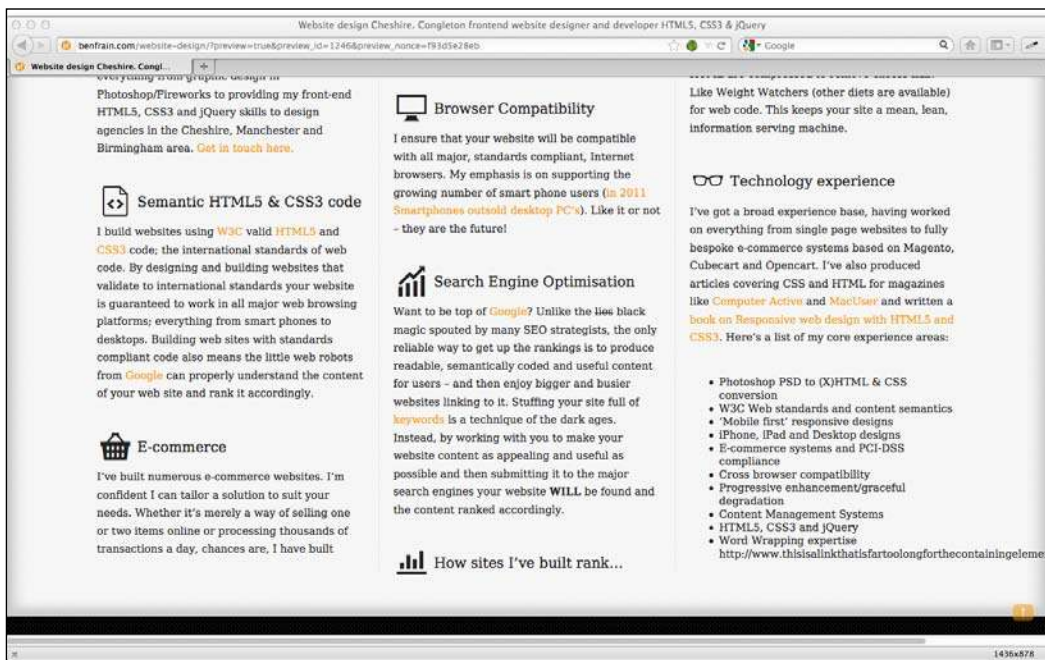 Website design Cheshire. Congleton frontend website designer and developer HTML5, CSS3 & jQuery
benfrain.com/website-design/?preview=true&preview_id=1246&preview_nonce=f93d5e28eb
Google
Website design Cheshire. Congl...
everything from graphic design in
Photoshop/Fireworks to providing my front-end
HTML5, CSS3 and jQuery skills to design
agencies in the Cheshire, Manchester and
Birmingham area. Get in touch here.
Semantic HTML5 & CSS3 code
I build websites using W3C valid HTML5 and
CSS3 code; the international standards of web
code. By designing and building websites that
validate to international standards your website
is guaranteed to work in all major web browsing
platforms; everything from smart phones to
desktops. Building web sites with standards
compliant code also means the little web robots
from Google can properly understand the content
of your web site and rank it accordingly.
E-commerce
I've built numerous e-commerce websites. I'm
confident I can tailor a solution to suit your
needs. Whether it's merely a way of selling one
or two items online or processing thousands of
transactions a day, chances are, I have built
Browser Compatibility
I ensure that your website will be compatible
with all major, standards compliant, Internet
browsers. My emphasis is on supporting the
growing number of smart phone users (in 2011
Smartphones outsold desktop PC's). Like it or not
– they are the future!
Search Engine Optimisation
Want to be top of Google? Unlike the lies black
magic spouted by many SEO strategists, the only
reliable way to get up the rankings is to produce
readable, semantically coded and useful content
for users – and then enjoy bigger and busier
websites linking to it. Stuffing your site full of
keywords is a technique of the dark ages.
Instead, by working with you to make your
website content as appealing and useful as
possible and then submitting it to the major
search engines your website WILL be found and
the content ranked accordingly.
How sites I've built rank...
Like Weight Watchers (other diets are available)
for web code. This keeps your site a mean, lean,
information serving machine.
Technology experience
I've got a broad experience base, having worked
on everything from single page websites to fully
bespoke e-commerce systems based on Magento,
Cubecart and Opencart. I've also produced
articles covering CSS and HTML for magazines
like Computer Active and MacUser and written a
book on Responsive web design with HTML5 and
CSS3. Here's a list of my core experience areas:
• Photoshop PSD to (X)HTML & CSS
conversion
• W3C Web standards and content semantics
• 'Mobile first' responsive designs
• iPhone, iPad and Desktop designs
• E-commerce systems and PCI-DSS
compliance
• Cross browser compatibility
• Progressive enhancement/graceful
degradation
• Content Management Systems
• HTML5, CSS3 and jQuery
• Word Wrapping expertise
http://www.thisisalinkthatisfartoolongforthecontainingeleme
1436x878